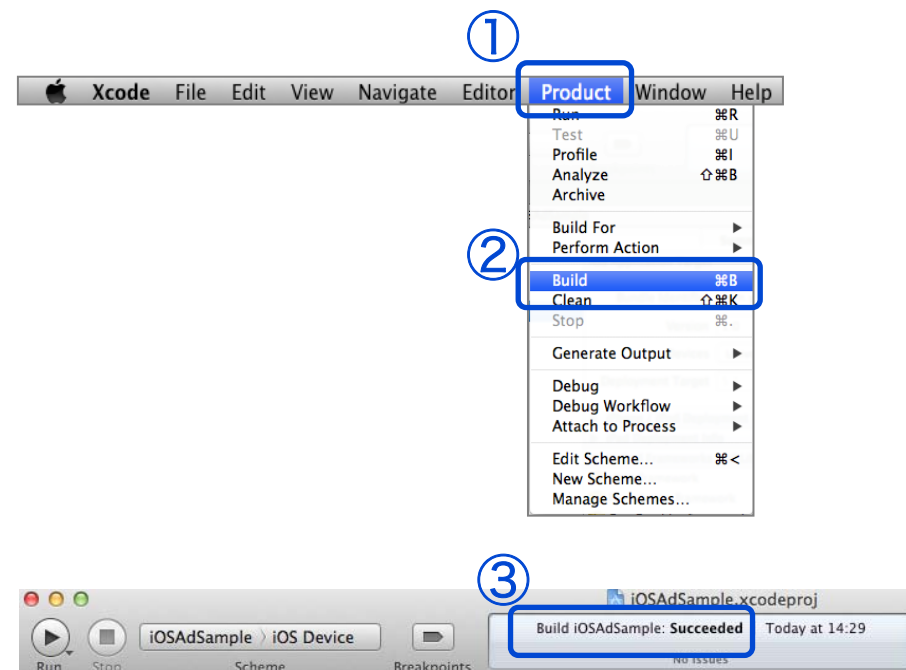 ①
Xcode File Edit View Navigate Editor Product Window Help
Run ⌘R
Test ⌘U
Profile ⌘I
Analyze ⇧⌘B
Archive
Build For ▶
Perform Action ▶
②
Build ⌘B
Clean ⇧⌘K
Stop ⌘.
Generate Output ▶
Debug ▶
Debug Workflow ▶
Attach to Process ▶
Edit Scheme... ⌘<
New Scheme...
Manage Schemes...
③
iOSAdSample.xcodeproj
iOSAdSample › iOS Device
Build iOSAdSample: Succeeded Today at 14:29
No Issues
Run Stop Scheme Breakpoints